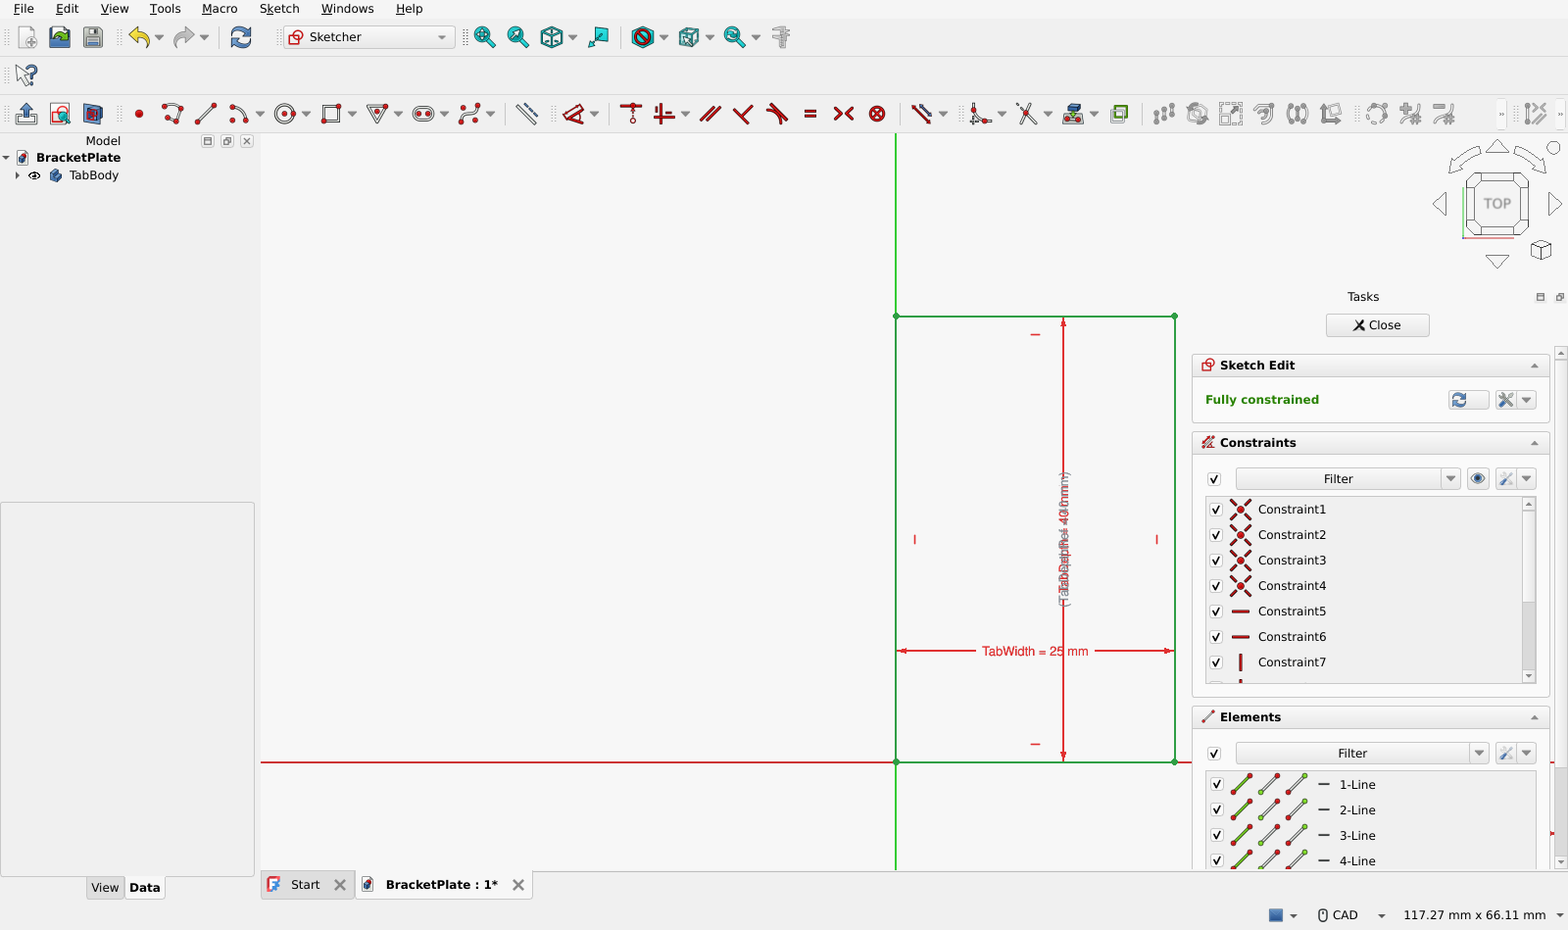 File Edit View Tools Macro Sketch Windows Help
Sketcher
Model
BracketPlate
TabBody
TOP
Tasks
Close
Sketch Edit
Fully constrained
Constraints
Filter
Constraint1
Constraint2
Constraint3
Constraint4
Constraint5
Constraint6
Constraint7
TabWidth = 25 mm
Elements
Filter
1-Line
2-Line
3-Line
4-Line
View Data
Start
BracketPlate : 1*
CAD
117.27 mm x 66.11 mm